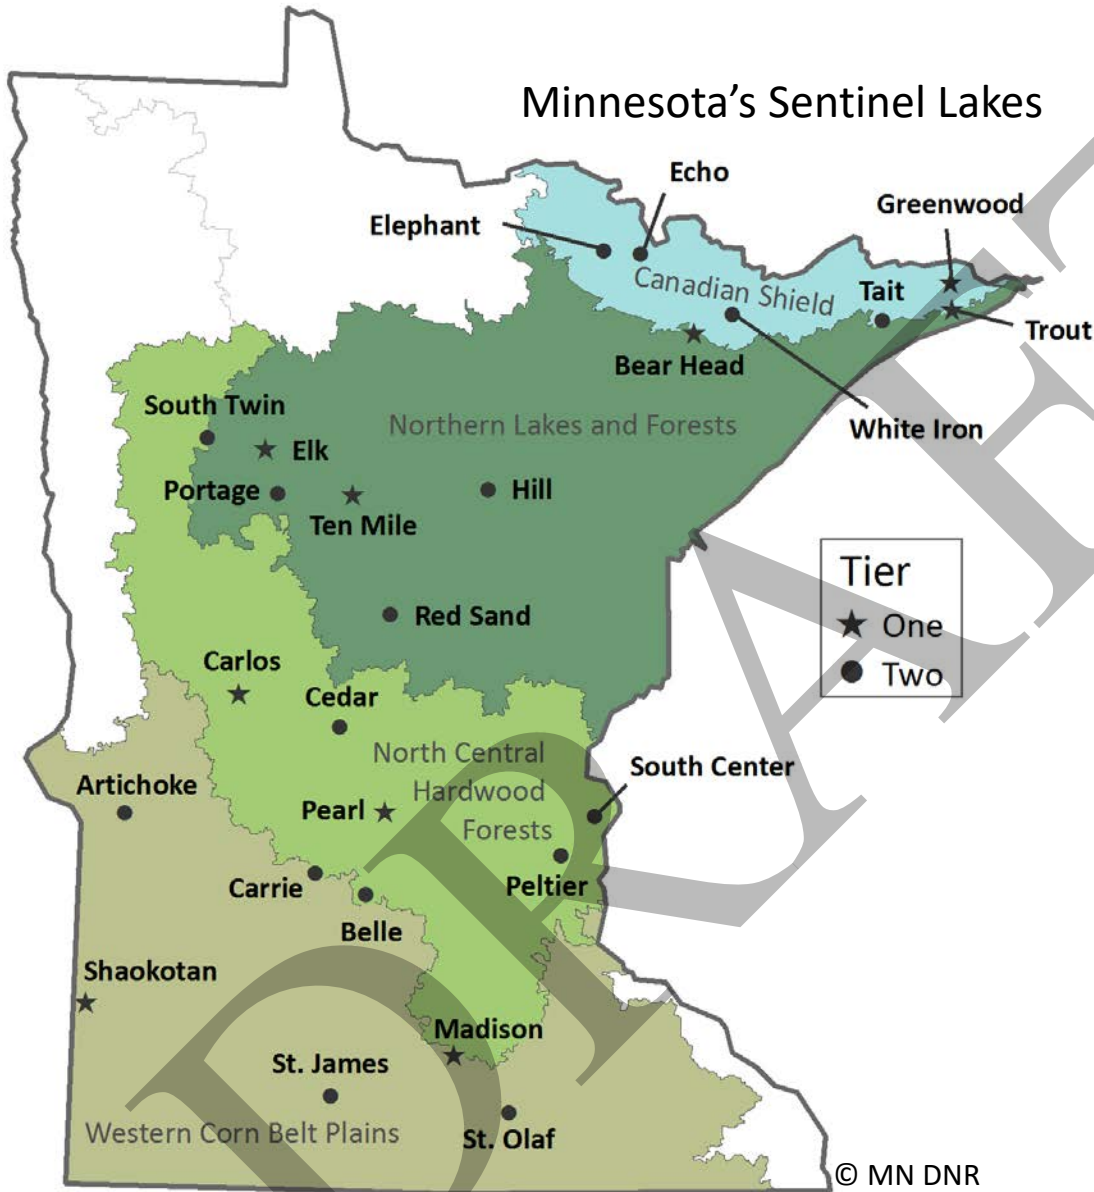 Minnesota's Sentinel Lakes
Echo
Greenwood
Elephant
Canadian Shield
Tait
Trout
Bear Head
South Twin
Northern Lakes and Forests
White Iron
Elk
Portage
Hill
Ten Mile
Tier
One
Two
Red Sand
Carlos
Cedar
North Central
Hardwood
Forests
South Center
Artichoke
Pearl
Carrie
Peltier
Belle
Shaokotan
Madison
St. James
Western Corn Belt Plains
St. Olaf
© MN DNR
DRAFT